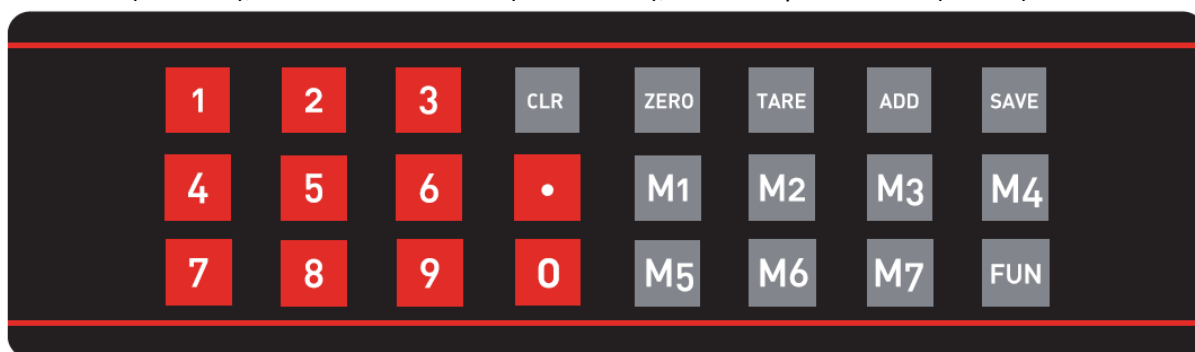 1 2 3 CLR ZERO TARE ADD SAVE
4 5 6 • M1 M2 M3 M4
7 8 9 0 M5 M6 M7 FUN